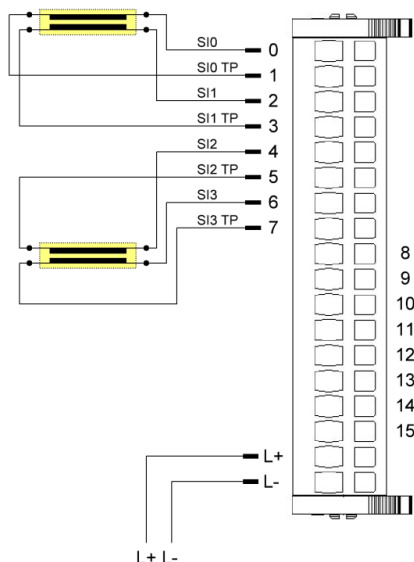 SI0 0
SI0 TP 1
SI1 2
SI1 TP 3
SI2 4
SI2 TP 5
SI3 6
SI3 TP 7
8
9
10
11
12
13
14
15
L+
L-
L+ L-